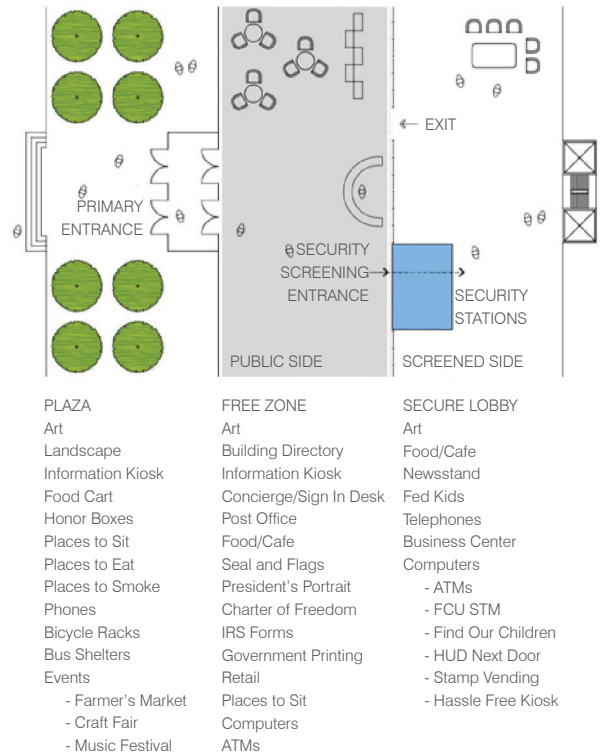 ← EXIT
PRIMARY
ENTRANCE
SECURITY
SCREENING
ENTRANCE
SECURITY
STATIONS
PUBLIC SIDE
SCREENED SIDE
PLAZA
Art
Landscape
Information Kiosk
Food Cart
Honor Boxes
Places to Sit
Places to Eat
Places to Smoke
Phones
Bicycle Racks
Bus Shelters
Events
- Farmer's Market
- Craft Fair
- Music Festival
FREE ZONE
Art
Building Directory
Information Kiosk
Concierge/Sign In Desk
Post Office
Food/Cafe
Seal and Flags
President's Portrait
Charter of Freedom
IRS Forms
Government Printing
Retail
Places to Sit
Computers
ATMs
SECURE LOBBY
Art
Food/Cafe
Newsstand
Fed Kids
Telephones
Business Center
Computers
- ATMs
- FCU STM
- Find Our Children
- HUD Next Door
- Stamp Vending
- Hassle Free Kiosk